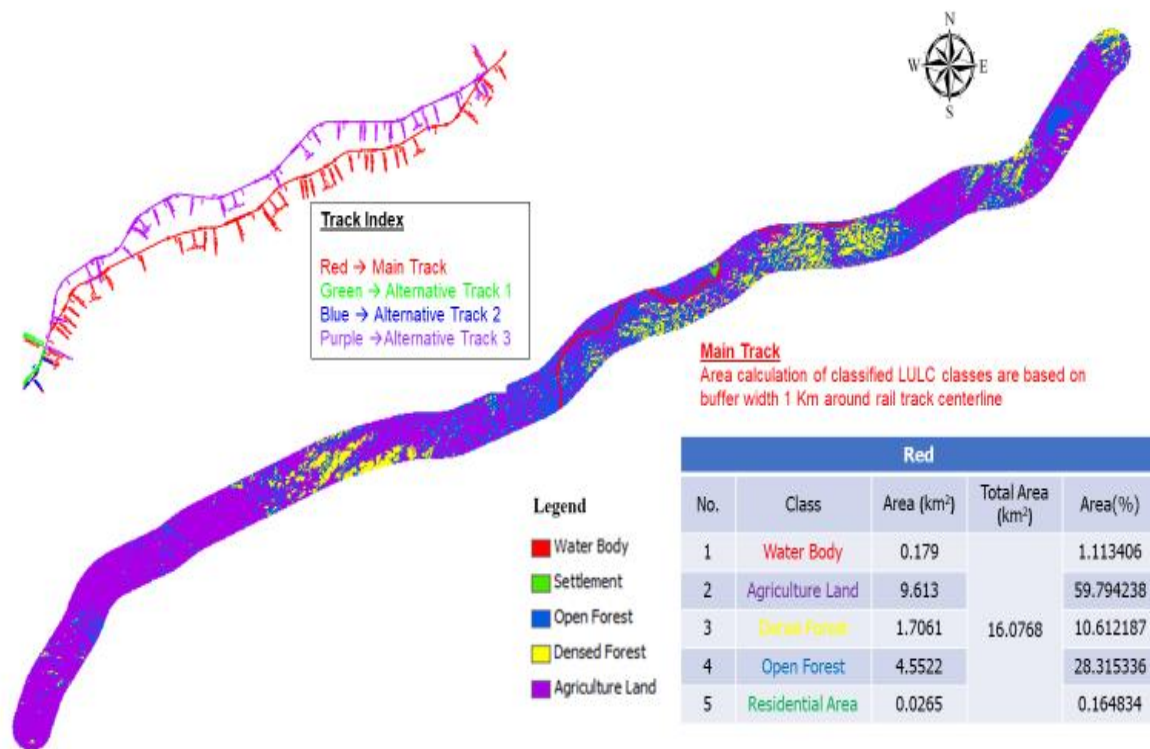 N
W E
S
Track Index
Red → Main Track
Green → Alternative Track 1
Blue → Alternative Track 2
Purple → Alternative Track 3
Main Track
Area calculation of classified LULC classes are based on
buffer width 1 Km around rail track centerline
Legend
Water Body
Settlement
Open Forest
Densed Forest
Agriculture Land
Red
No. Class Area (km²) Total Area (km²) Area(%)
1 Water Body 0.179 1.113406
2 Agriculture Land 9.613 59.794238
3 Densed Forest 1.7061 16.0768 10.612187
4 Open Forest 4.5522 28.315336
5 Residential Area 0.0265 0.164834